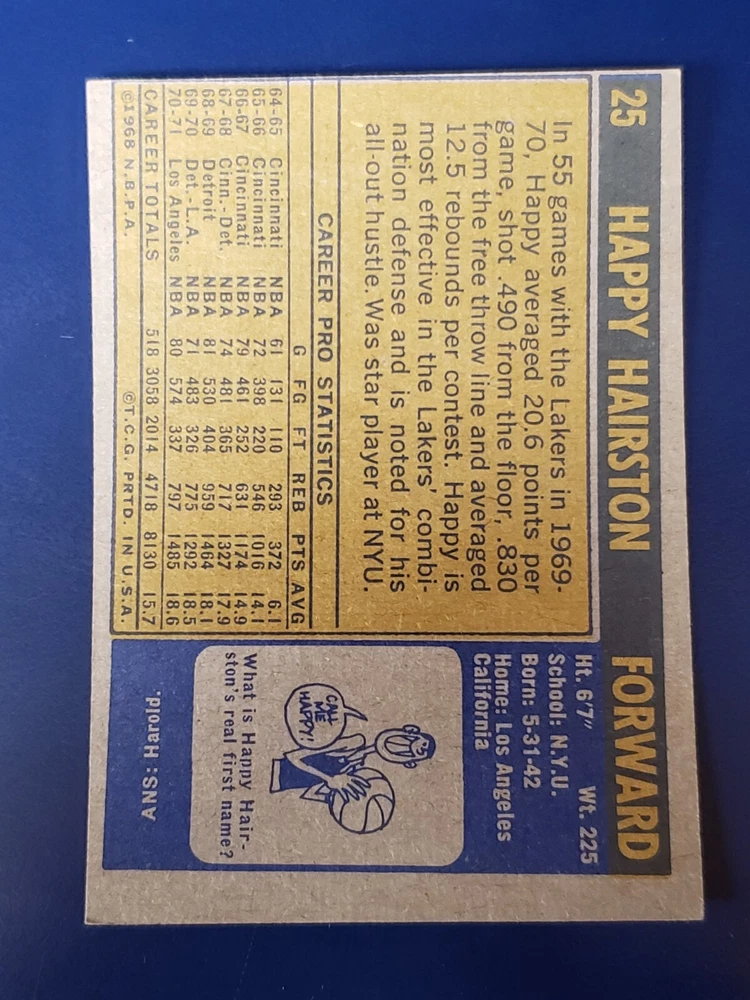 25 HAPPY HAIRSTON FORWARD
In 55 games with the Lakers in 1969-
70, Happy averaged 20.6 points per
game, shot .490 from the floor, .830
from the free throw line and averaged
12.5 rebounds per contest. Happy is
most effective in the Lakers' combi-
nation defense and is noted for his
all-out hustle. Was star player at NYU.
CAREER PRO STATISTICS
G FG FT REB PTS AVG
64-65 Cincinnati NBA 61 131 110 293 372 6.1
65-66 Cincinnati NBA 72 398 220 546 1016 14.1
66-67 Cincinnati NBA 79 461 252 631 1174 14.9
67-68 Cinn.-Det. NBA 74 481 365 717 1327 17.9
68-69 Detroit NBA 81 530 404 959 1464 18.1
69-70 Det.-L.A. NBA 71 483 326 775 1292 18.5
70-71 Los Angeles NBA 80 574 337 797 1485 18.6
CAREER TOTALS 518 3058 2014 4718 8130 15.7
©1968 N.B.P.A. ©T.C.G. PRTD. IN U.S.A.
Ht. 6'7" Wt. 225
School: N.Y.U.
Born: 5-31-42
Home: Los Angeles
California
CALL
ME
HAPPY!
What is Happy Hair-
ston's real first name?
ANS: Harold.